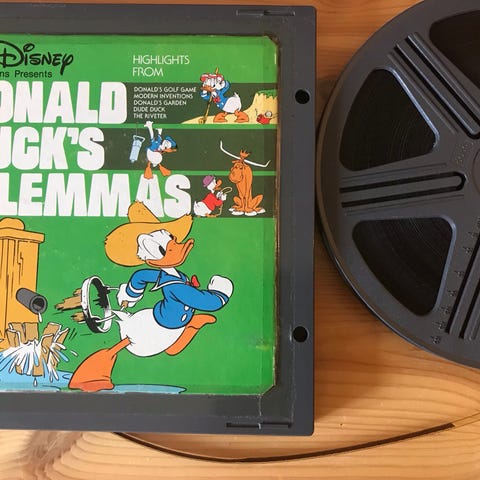 Disney
ns Presents
ONALD
UCK'S
LEMMAS
HIGHLIGHTS
FROM
DONALD'S GOLF GAME
MODERN INVENTIONS
DONALD'S GARDEN
DUDE DUCK
THE RIVETER